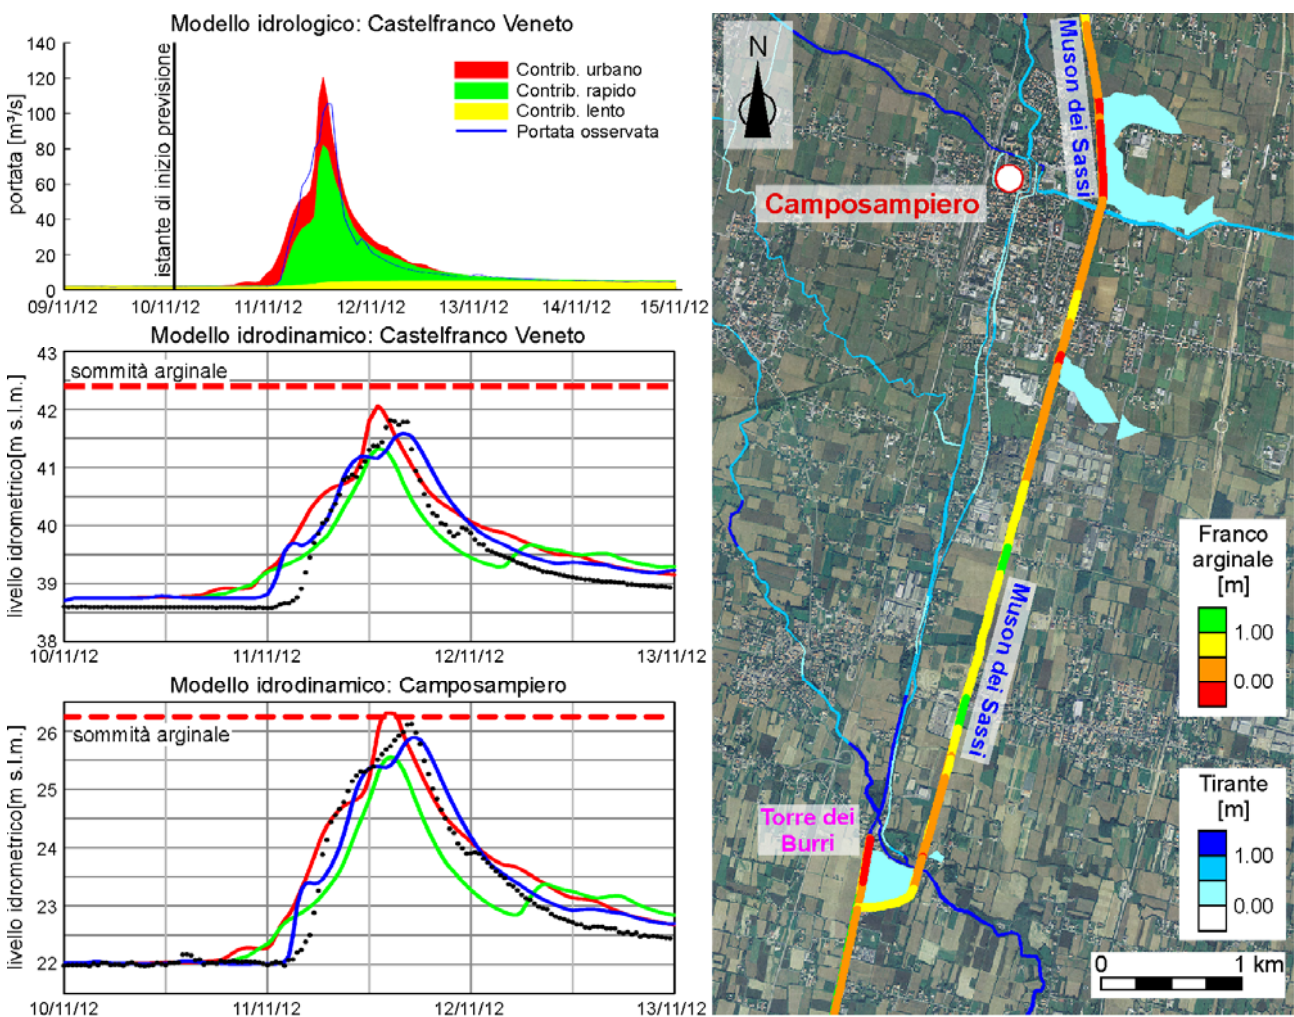 Modello idrologico: Castelfranco Veneto
portata [m³/s]
140
120
100
80
60
40
20
0
istante di inizio previsione
Contrib. urbano
Contrib. rapido
Contrib. lento
Portata osservata
09/11/12 10/11/12 11/11/12 12/11/12 13/11/12 14/11/12 15/11/12
Modello idrodinamico: Castelfranco Veneto
livello idrometrico[m s.l.m.]
43
42
41
40
39
38
sommità arginale
10/11/12 11/11/12 12/11/12 13/11/12
Modello idrodinamico: Camposampiero
livello idrometrico[m s.l.m.]
26
25
24
23
22
sommità arginale
10/11/12 11/11/12 12/11/12 13/11/12
N
Muson dei Sassi
Camposampiero
Muson dei Sassi
Torre dei
Burri
Franco
arginale
[m]
1.00
0.00
Tirante
[m]
1.00
0.00
0 1 km